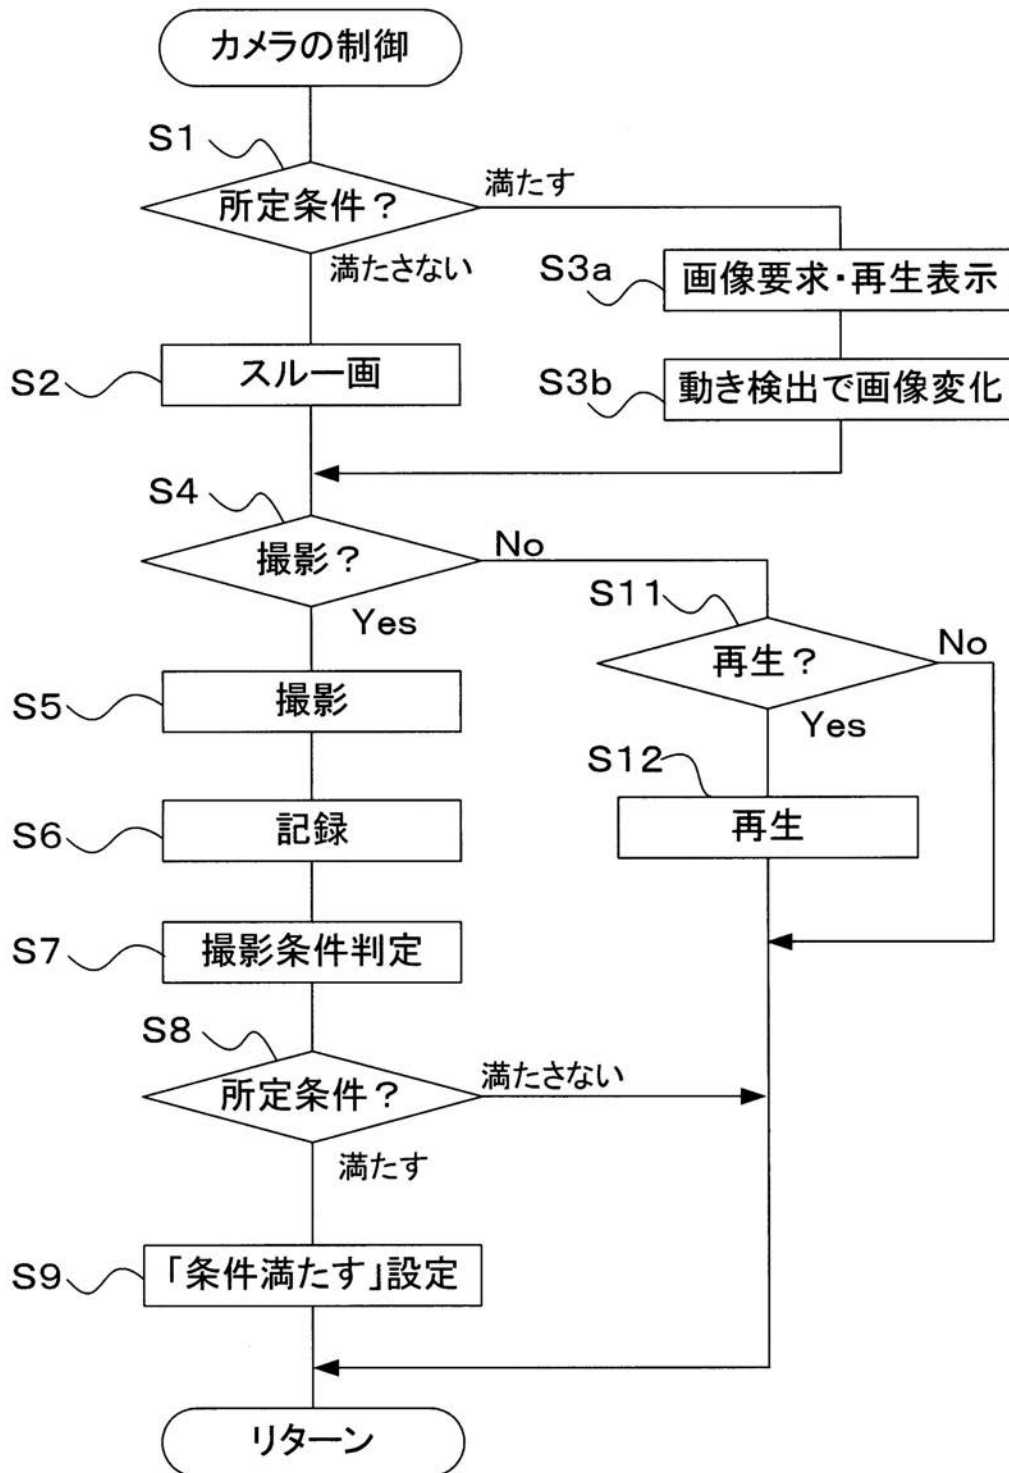 カメラの制御
S1
所定条件？
満たす
満たさない
S3a
画像要求・再生表示
S2
スルー画
S3b
動き検出で画像変化
S4
撮影？
No
Yes
S11
再生？
No
Yes
S5
撮影
S12
再生
S6
記録
S7
撮影条件判定
S8
所定条件？
満たさない
満たす
S9
「条件満たす」設定
リターン